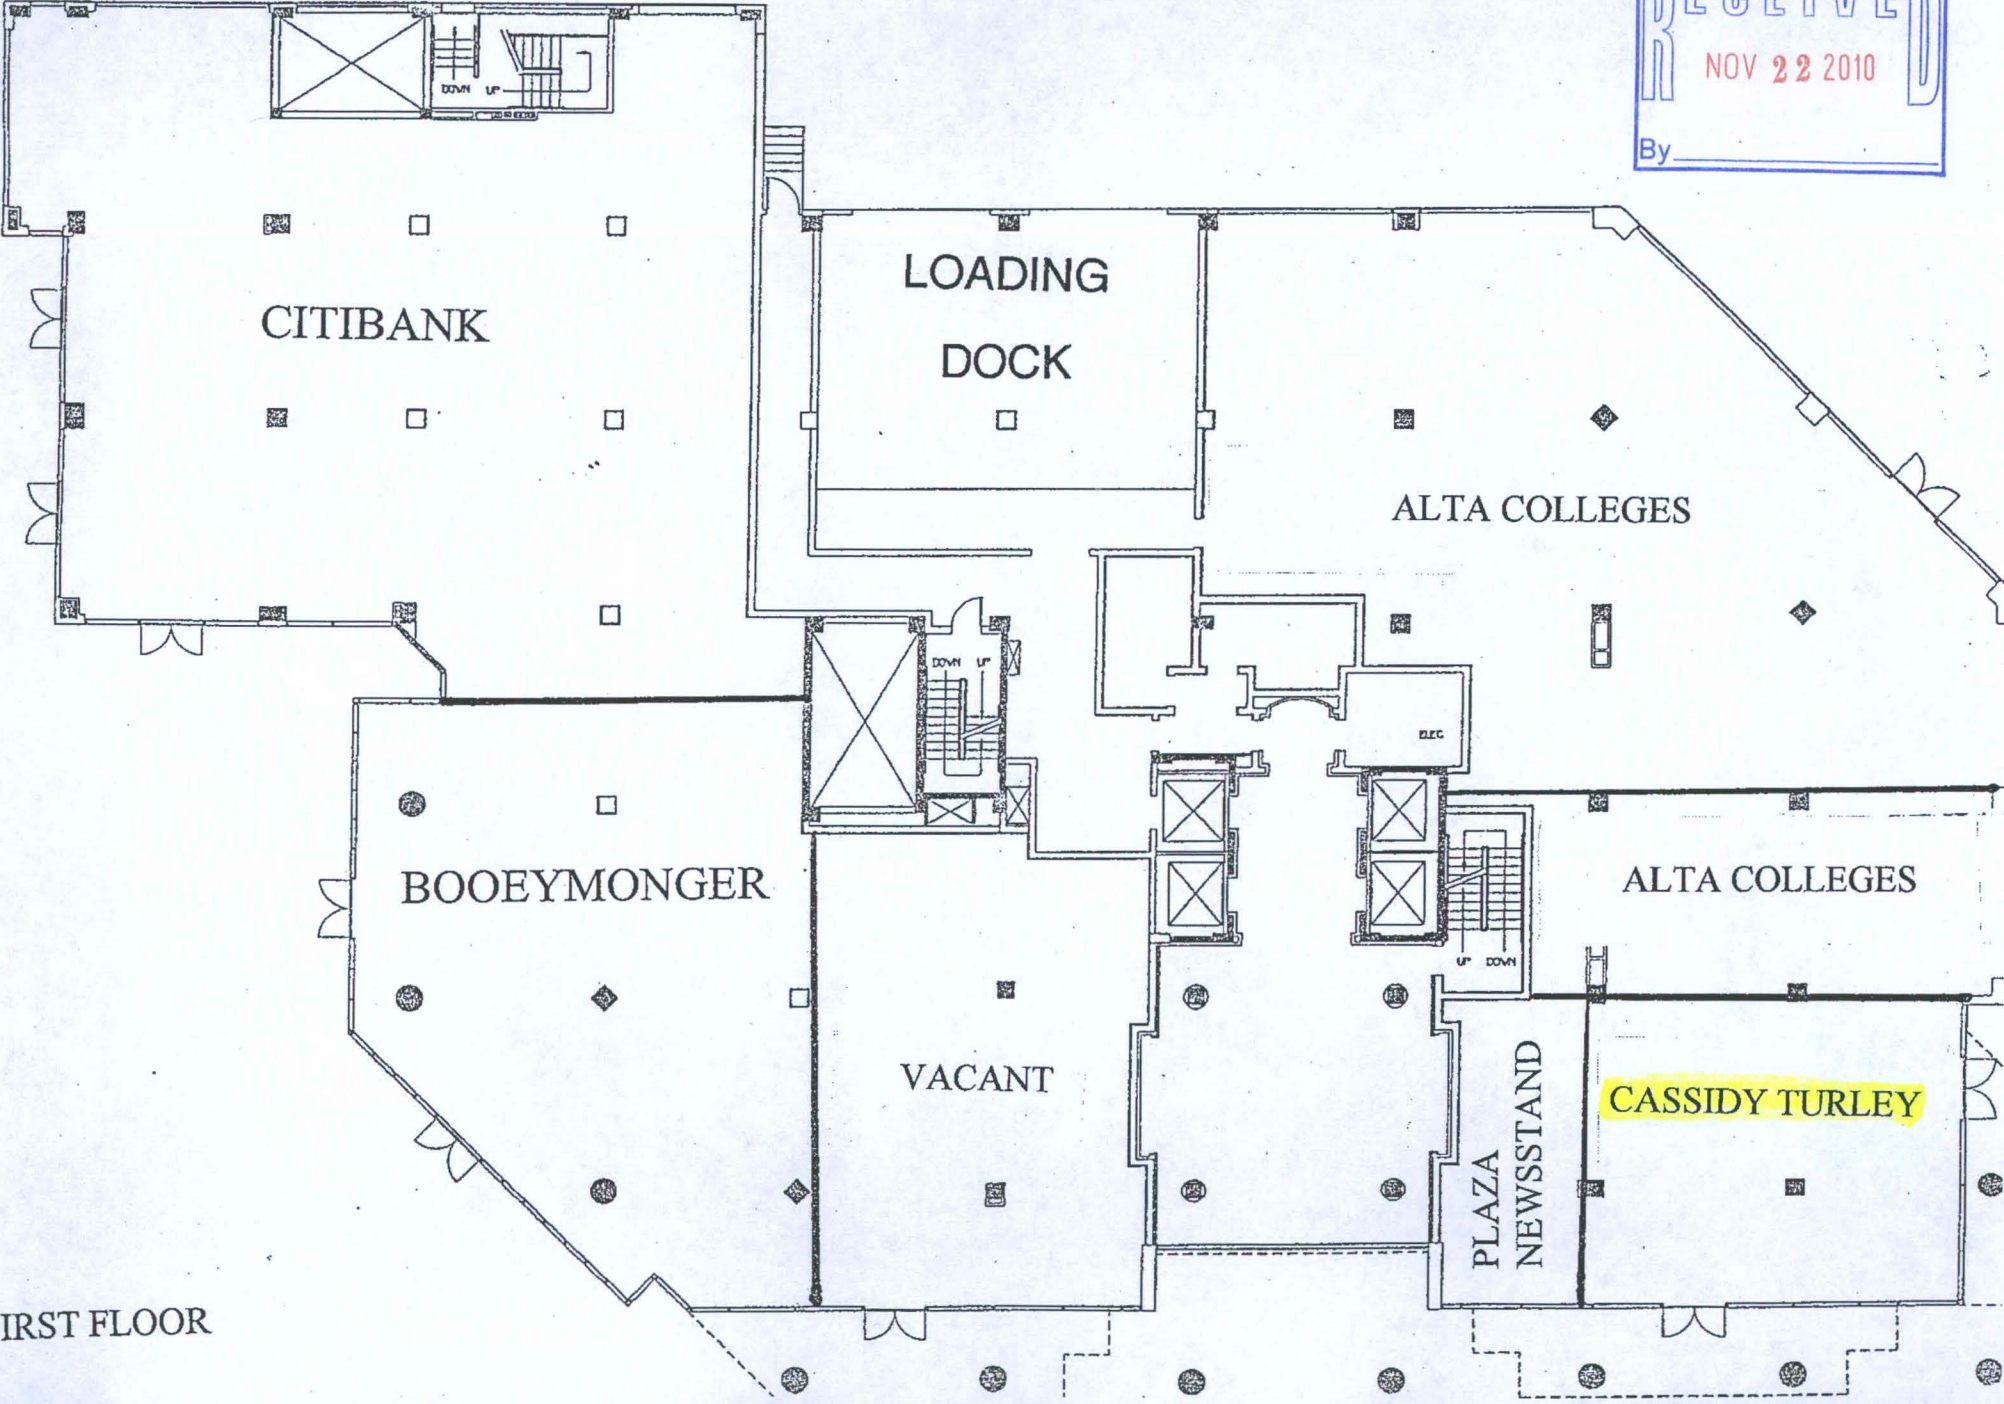 RECEIVED
NOV 22 2010
By
DOWN UP
LOADING
DOCK
CITIBANK
ALTA COLLEGES
DOWN UP
ELEC
ALTA COLLEGES
BOOEYMONGER
UP DOWN
VACANT
PLAZA
NEWSSTAND
CASSIDY TURLEY
IRST FLOOR